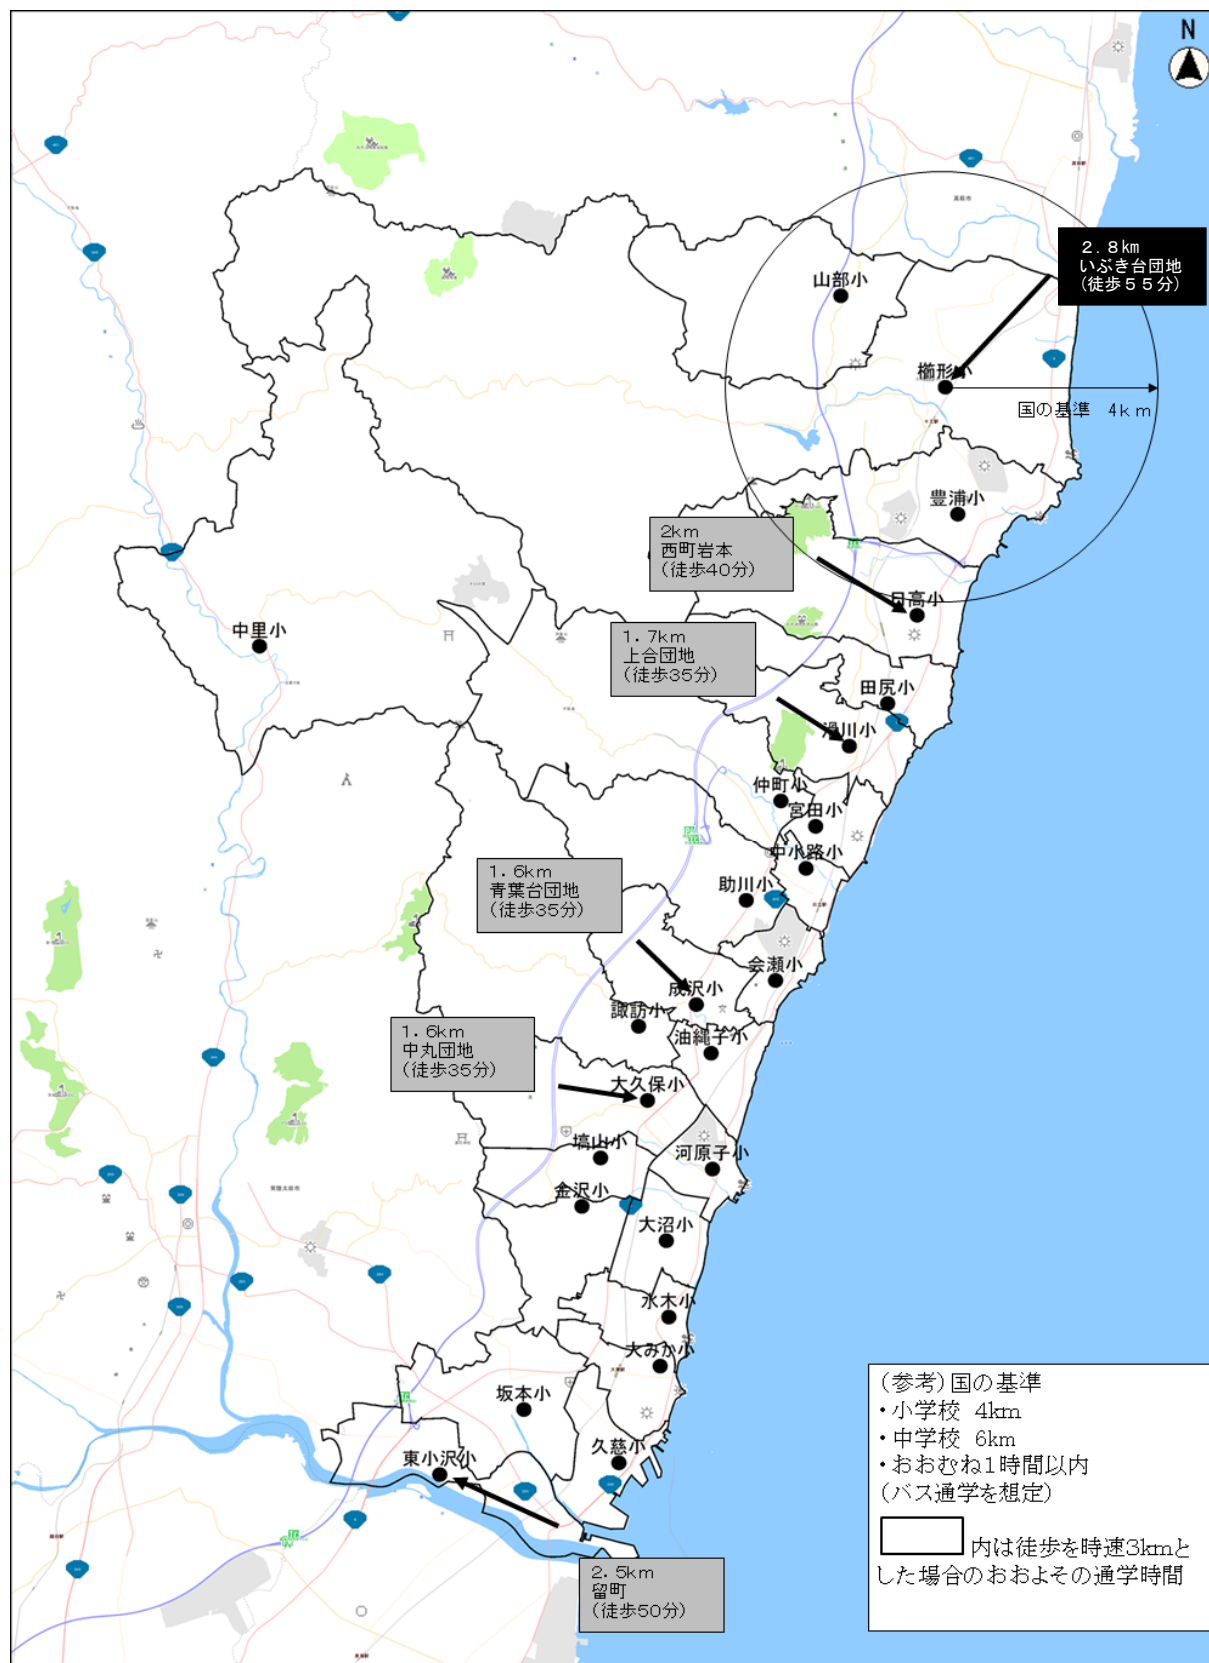 N
2.8km
いぶき台団地
(徒歩55分)
山部小
櫛形小
国の基準 4km
豊浦小
2km
西町岩本
(徒歩40分)
日高小
1.7km
上合団地
(徒歩35分)
中里小
田尻小
滑川小
仲町小
宮田小
中小路小
1.6km
青葉台団地
(徒歩35分)
助川小
会瀬小
成沢小
諏訪小
油縄子小
1.6km
中丸団地
(徒歩35分)
大久保小
塙山小
河原子小
金沢小
大沼小
水木小
大みか小
坂本小
久慈小
東小沢小
2.5km
留町
(徒歩50分)
(参考)国の基準
・小学校 4km
・中学校 6km
・おおむね1時間以内
(バス通学を想定)
内は徒歩を時速3kmと
した場合のおおよその通学時間